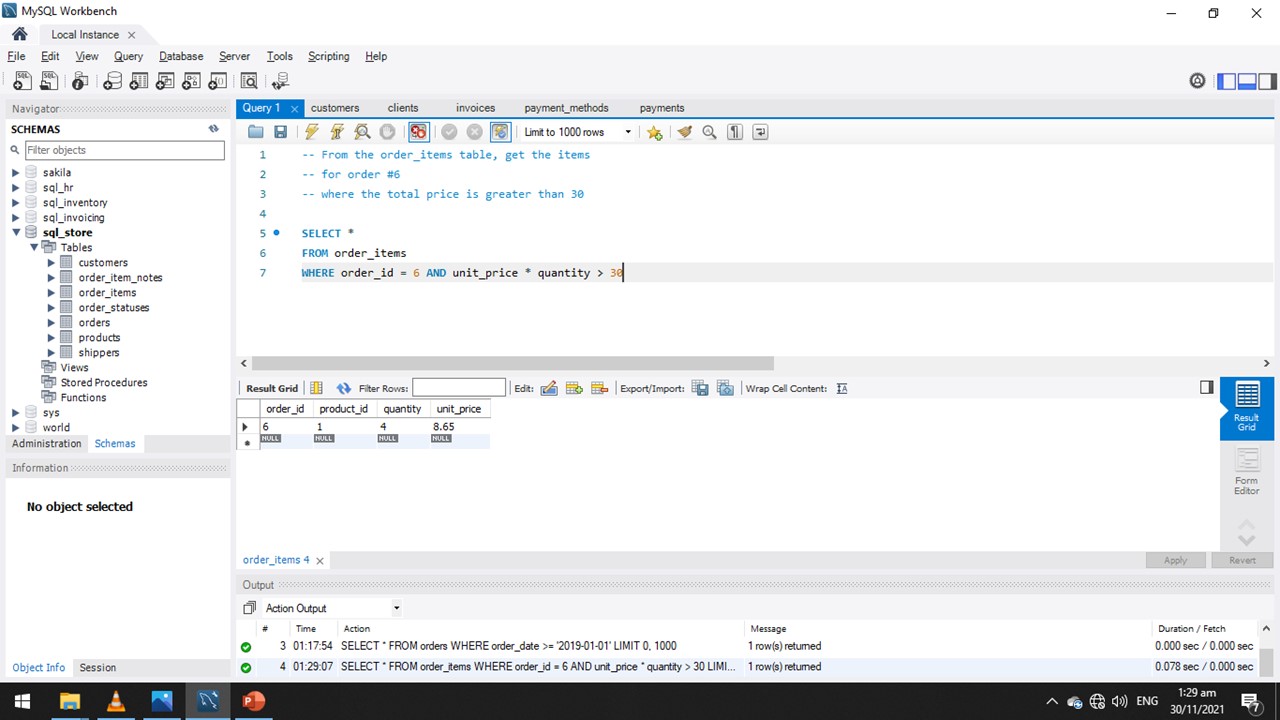 MySQL Workbench
Local Instance
File Edit View Query Database Server Tools Scripting Help
Navigator
SCHEMAS
Filter objects
sakila
sql_hr
sql_inventory
sql_invoicing
sql_store
Tables
customers
order_item_notes
order_items
order_statuses
orders
products
shippers
Views
Stored Procedures
Functions
sys
world
Administration Schemas
Information
No object selected
Object Info Session
Query 1 customers clients invoices payment_methods payments
Limit to 1000 rows
1 -- From the order_items table, get the items
2 -- for order #6
3 -- where the total price is greater than 30
4
5 SELECT *
6 FROM order_items
7 WHERE order_id = 6 AND unit_price * quantity > 30
Result Grid Filter Rows: Edit: Export/Import: Wrap Cell Content:
order_id product_id quantity unit_price
6 1 4 8.65
NULL NULL NULL NULL
Result
Grid
Form
Editor
order_items 4 Apply Revert
Output
Action Output
# Time Action Message Duration / Fetch
3 01:17:54 SELECT * FROM orders WHERE order_date >= '2019-01-01' LIMIT 0, 1000 1 row(s) returned 0.000 sec / 0.000 sec
4 01:29:07 SELECT * FROM order_items WHERE order_id = 6 AND unit_price * quantity > 30 LIMI... 1 row(s) returned 0.078 sec / 0.000 sec
ENG
1:29 am
30/11/2021
7